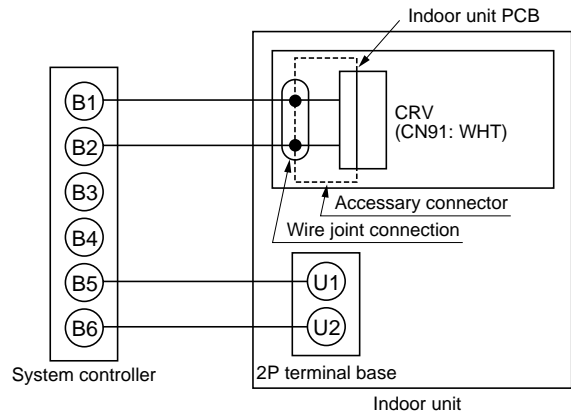 Indoor unit PCB
B1
B2
B3
B4
B5
B6
CRV
(CN91: WHT)
Accessary connector
Wire joint connection
U1
U2
System controller
2P terminal base
Indoor unit